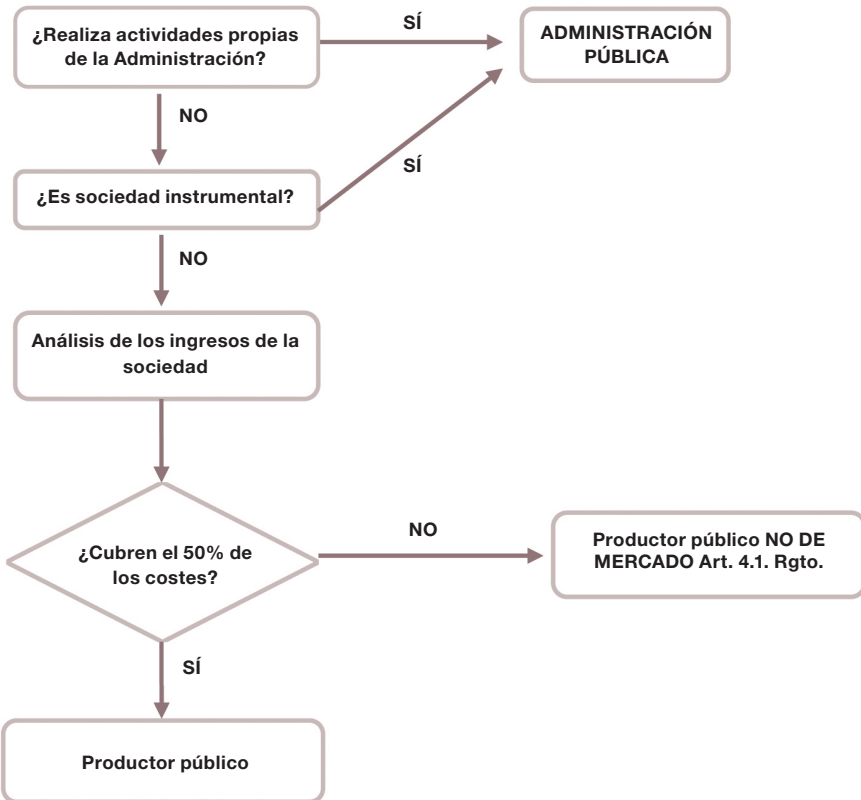 ¿Realiza actividades propias
de la Administración?
SÍ
ADMINISTRACIÓN
PÚBLICA
NO
SÍ
¿Es sociedad instrumental?
NO
Análisis de los ingresos de la
sociedad
¿Cubren el 50% de
los costes?
NO
Productor público NO DE
MERCADO Art. 4.1. Rgto.
SÍ
Productor público